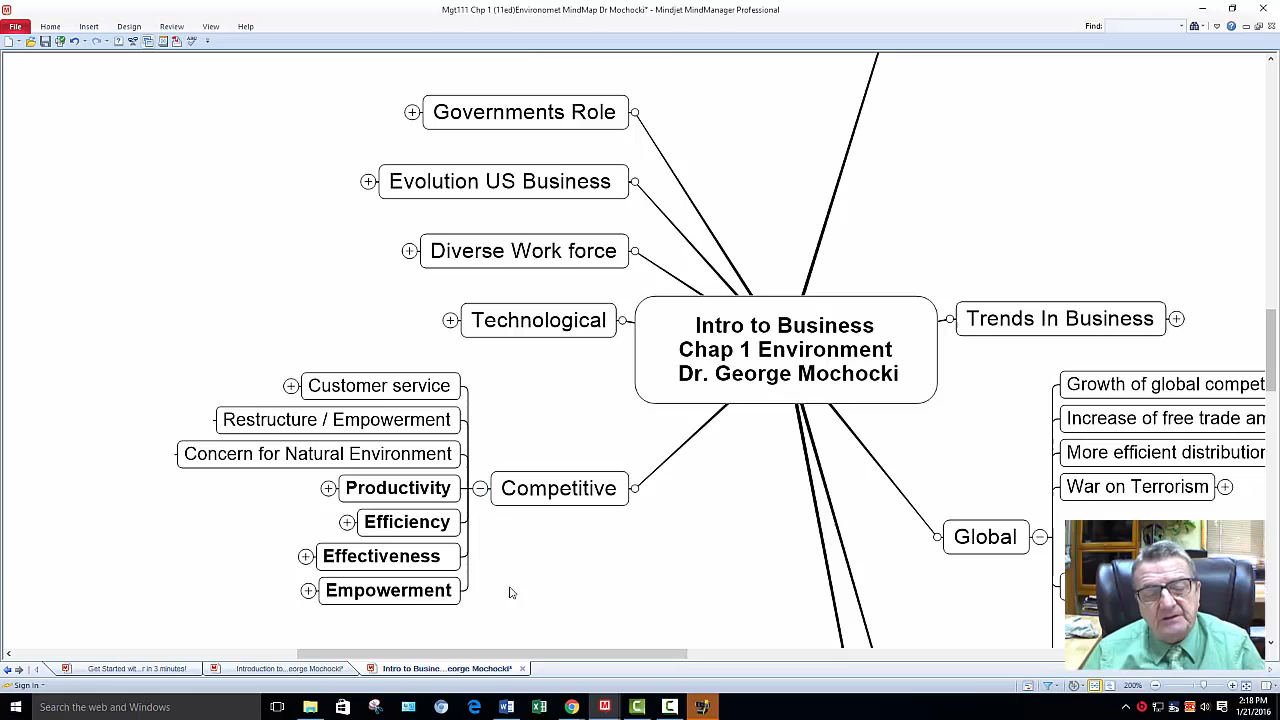 Mgt111 Chp 1 (11ed)Environomet MindMap Dr Mochocki* - Mindjet MindManager Professional
File Home Insert Design Review View Help
Find:
Governments Role
Evolution US Business
Diverse Work force
Technological
Intro to Business
Chap 1 Environment
Dr. George Mochocki
Trends In Business
Customer service
Restructure / Empowerment
Concern for Natural Environment
Productivity
Efficiency
Effectiveness
Empowerment
Competitive
Growth of global compet
Increase of free trade am
More efficient distribution
War on Terrorism
Global
Get Started wit...r in 3 minutes!
Introduction to...eorge Mochocki*
Intro to Busine...eorge Mochocki*
Sign In
200%
Search the web and Windows
2:18 PM
1/21/2016